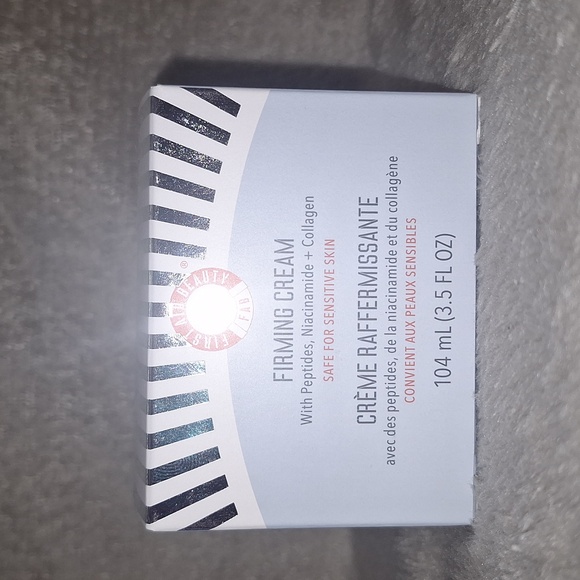 FIRST AID BEAUTY
FAB
®
FIRMING CREAM
With Peptides, Niacinamide + Collagen
SAFE FOR SENSITIVE SKIN
CRÈME RAFFERMISSANTE
avec des peptides, de la niacinamide et du collagène
CONVIENT AUX PEAUX SENSIBLES
104 mL (3.5 FL OZ)